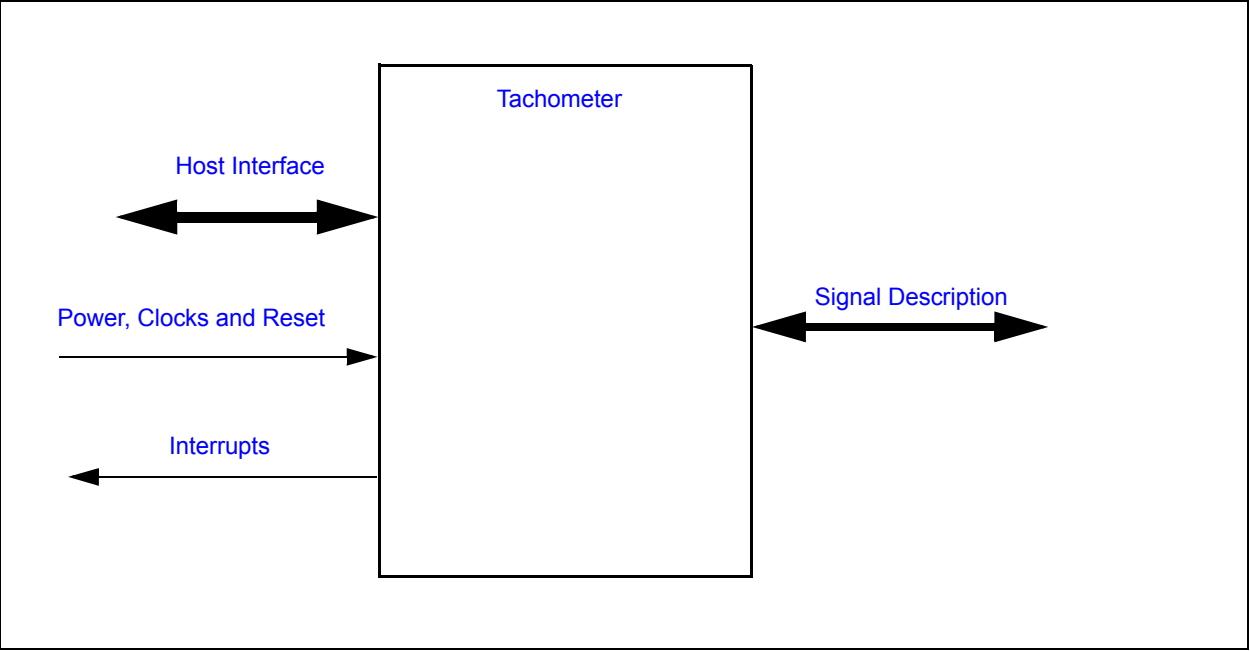 Tachometer
Host Interface
Signal Description
Power, Clocks and Reset
Interrupts